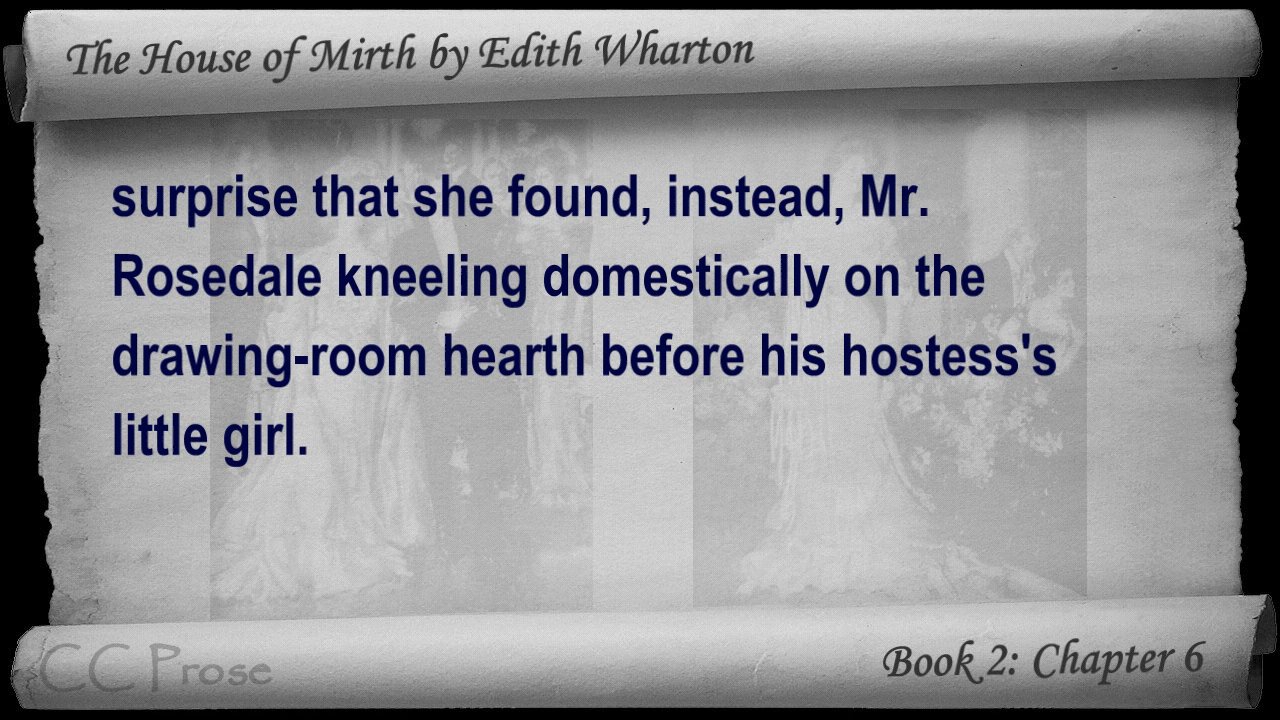 The House of Mirth by Edith Wharton
surprise that she found, instead, Mr.
Rosedale kneeling domestically on the
drawing-room hearth before his hostess's
little girl.
CC Prose
Book 2: Chapter 6